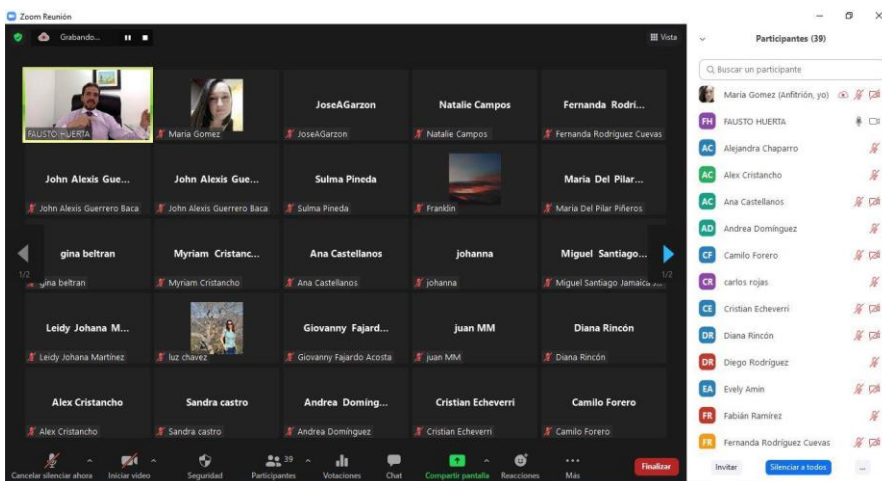 Zoom Reunión
Grabando...
Vista
FAUSTO HUERTA
Maria Gomez
JoseAGarzon
JoseAGarzon
Natalie Campos
Natalie Campos
Fernanda Rodrí...
Fernanda Rodríguez Cuevas
John Alexis Gue...
John Alexis Guerrero Baca
John Alexis Gue...
John Alexis Guerrero Baca
Sulma Pineda
Sulma Pineda
Franklin
Maria Del Pilar...
Maria Del Pilar Piñeros
gina beltran
gina beltran
Myriam Cristanc...
Myriam Cristancho
Ana Castellanos
Ana Castellanos
johanna
johanna
Miguel Santiago...
Miguel Santiago Jamaica
1/2
1/2
Leidy Johana M...
Leidy Johana Martínez
luz chavez
Giovanny Fajard...
Giovanny Fajardo Acosta
juan MM
juan MM
Diana Rincón
Diana Rincón
Alex Cristancho
Alex Cristancho
Sandra castro
Sandra castro
Andrea Doming...
Andrea Domínguez
Cristian Echeverri
Cristian Echeverri
Camilo Forero
Camilo Forero
Cancelar silenciar ahora
Iniciar video
Seguridad
Participantes
39
Votaciones
Chat
Compartir pantalla
Reacciones
Más
Finalizar
Participantes (39)
Buscar un participante
Maria Gomez (Anfitrión, yo)
FH FAUSTO HUERTA
AC Alejandra Chaparro
AC Alex Cristancho
AC Ana Castellanos
AD Andrea Domínguez
CF Camilo Forero
CR carlos rojas
CE Cristian Echeverri
DR Diana Rincón
DR Diego Rodríguez
EA Evely Amin
FR Fabián Ramírez
FR Fernanda Rodríguez Cuevas
Invitar
Silenciar a todos
...